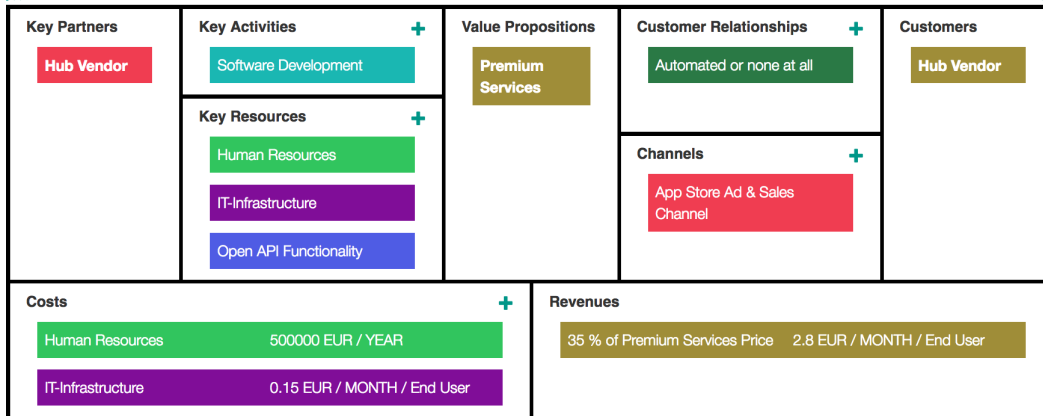 Key Partners
Hub Vendor
Key Activities +
Software Development
Key Resources +
Human Resources
IT-Infrastructure
Open API Functionality
Value Propositions
Premium
Services
Customer Relationships +
Automated or none at all
Channels +
App Store Ad & Sales
Channel
Customers
Hub Vendor
Costs +
Human Resources 500000 EUR / YEAR
IT-Infrastructure 0.15 EUR / MONTH / End User
Revenues
35 % of Premium Services Price 2.8 EUR / MONTH / End User